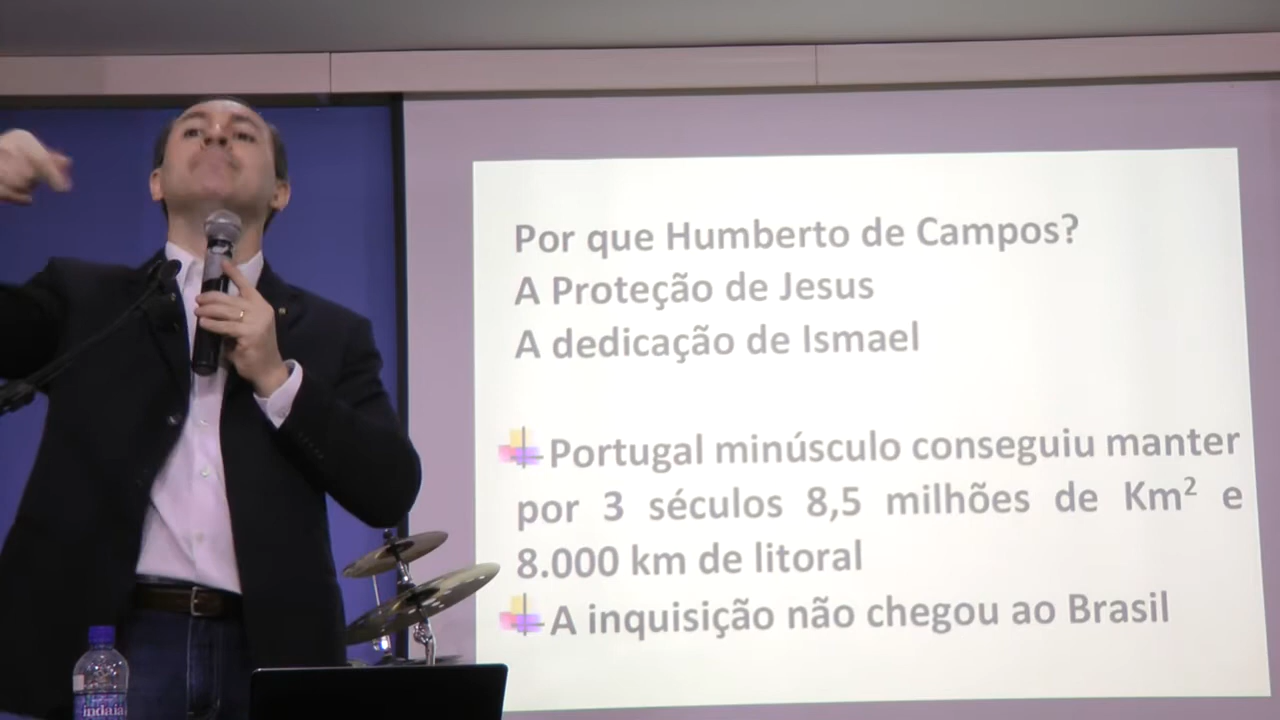 Por que Humberto de Campos?
A Proteção de Jesus
A dedicação de Ismael
Portugal minúsculo conseguiu manter
por 3 séculos 8,5 milhões de Km² e
8.000 km de litoral
A inquisição não chegou ao Brasil
indaiá